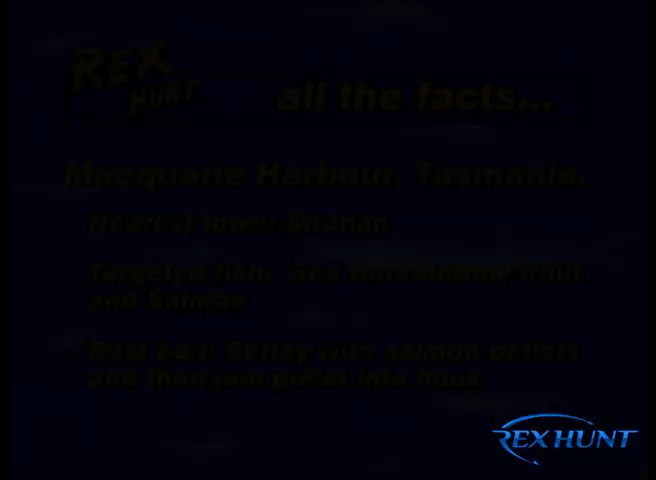 REX
HUNT
all the facts...
Macquarie Harbour, Tasmania.
- Nearest town: Strahan
- Targeted fish: Sea run rainbow trout
and Salmon
- Best bait: Berley with salmon pellets
and then jam pellet into hook
REX HUNT